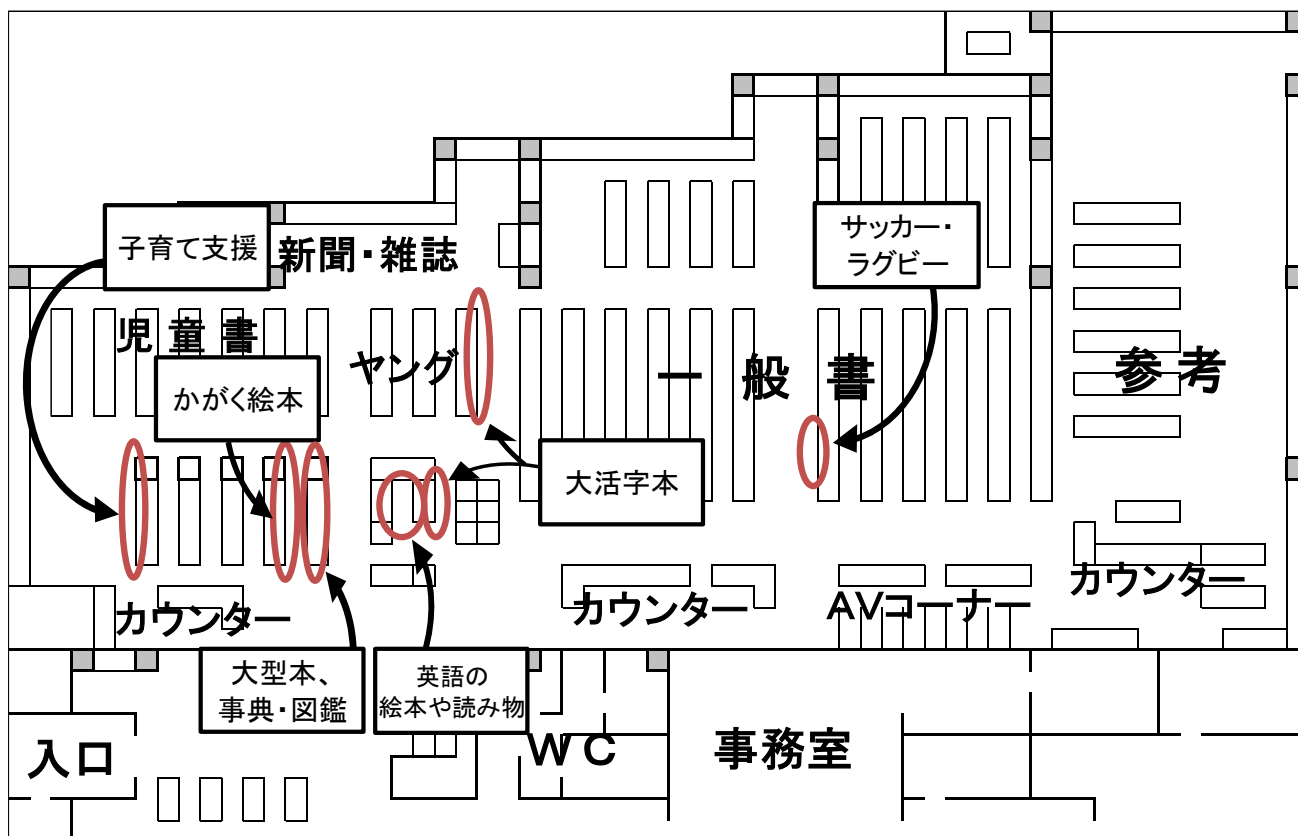 サッカー・
ラグビー
子育て支援
新聞・雑誌
児童書
ヤング
一般書
参考
かがく絵本
大活字本
カウンター
カウンター
AVコーナー
カウンター
大型本、
事典・図鑑
英語の
絵本や読み物
入口
WC
事務室